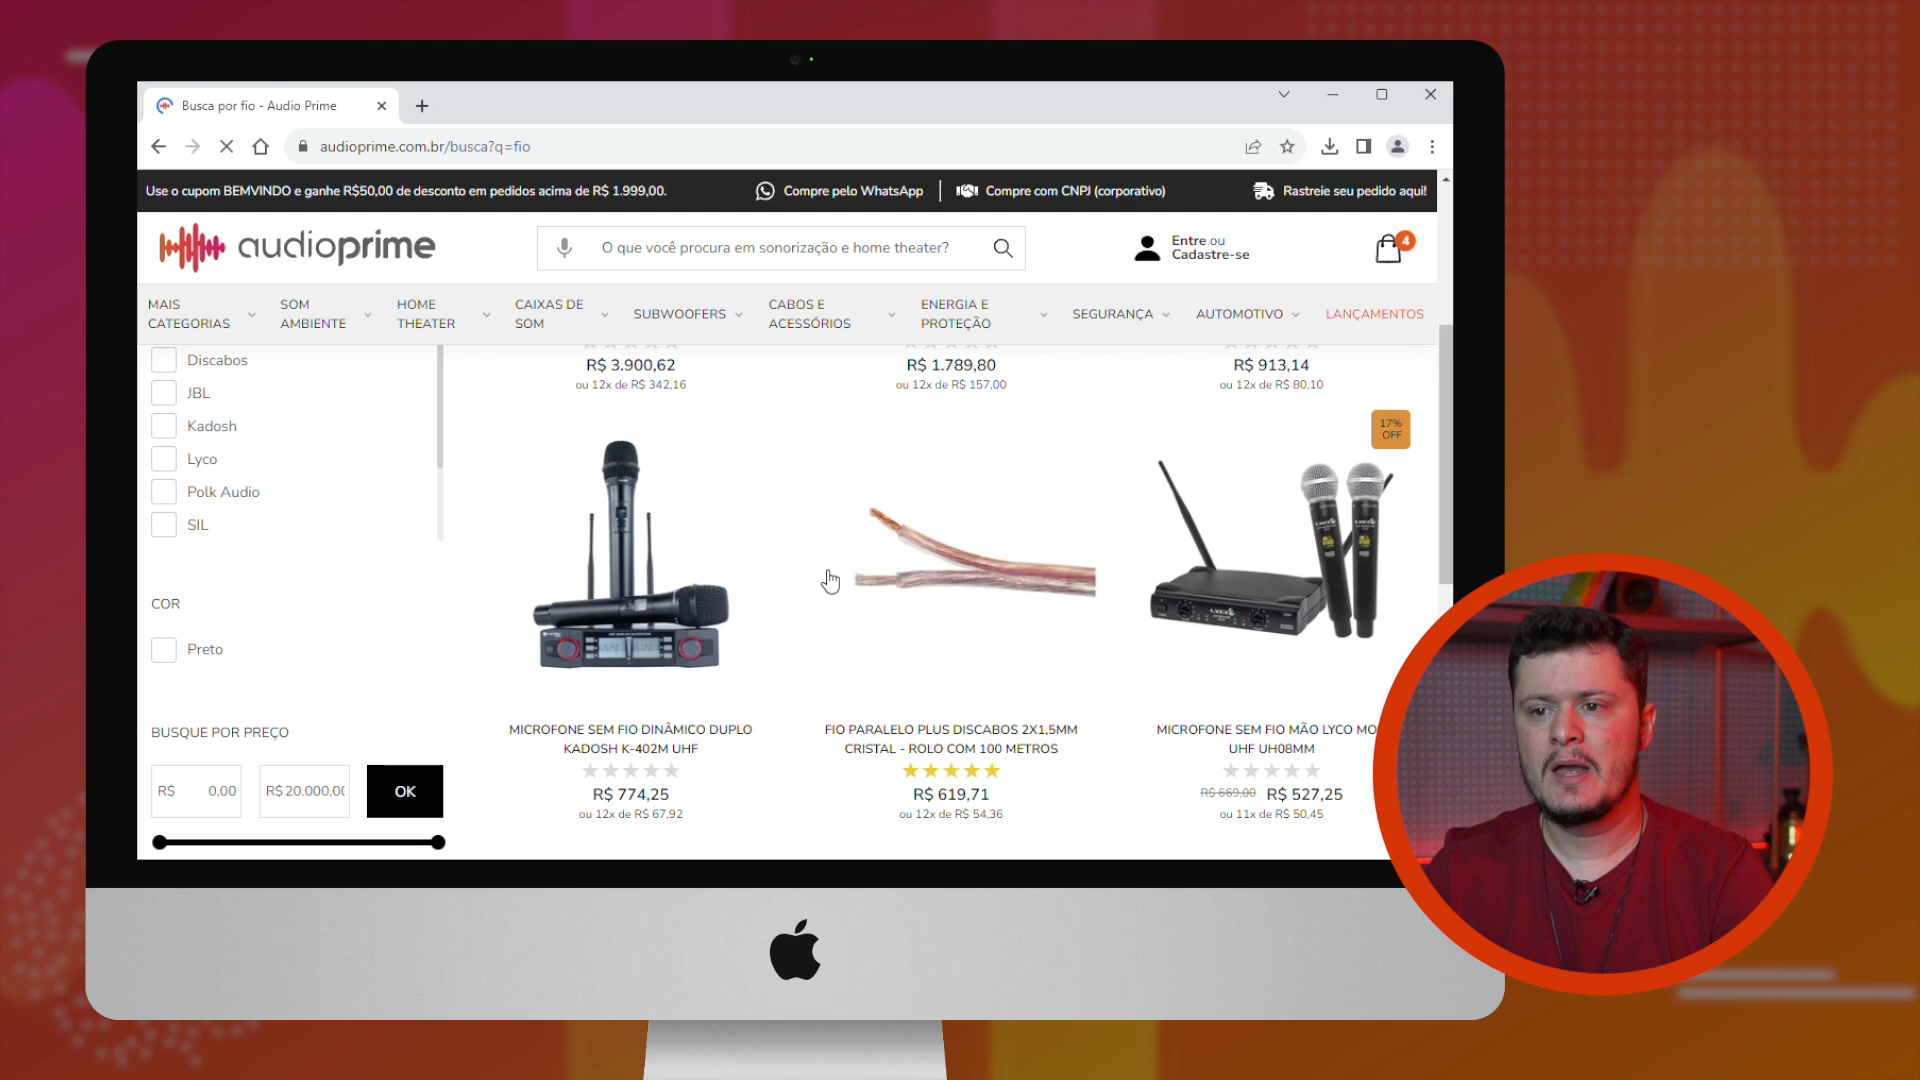 Busca por fio - Audio Prime
audioprime.com.br/busca?q=fio
Use o cupom BEMVINDO e ganhe R$50,00 de desconto em pedidos acima de R$ 1.999,00.
Compre pelo WhatsApp
Compre com CNPJ (corporativo)
Rastreie seu pedido aqui!
audioprime
O que você procura em sonorização e home theater?
Entre ou
Cadastre-se
4
MAIS
CATEGORIAS
SOM
AMBIENTE
HOME
THEATER
CAIXAS DE
SOM
SUBWOOFERS
CABOS E
ACESSÓRIOS
ENERGIA E
PROTEÇÃO
SEGURANÇA
AUTOMOTIVO
LANÇAMENTOS
Discabos
JBL
Kadosh
Lyco
Polk Audio
SIL
COR
Preto
BUSQUE POR PREÇO
R$ 0,00
R$ 20.000,0
OK
R$ 3.900,62
ou 12x de R$ 342,16
R$ 1.789,80
ou 12x de R$ 157,00
R$ 913,14
ou 12x de R$ 80,10
17%
OFF
MICROFONE SEM FIO DINÂMICO DUPLO
KADOSH K-402M UHF
R$ 774,25
ou 12x de R$ 67,92
FIO PARALELO PLUS DISCABOS 2X1,5MM
CRISTAL - ROLO COM 100 METROS
R$ 619,71
ou 12x de R$ 54,36
MICROFONE SEM FIO MÃO LYCO MO
UHF UH08MM
R$ 669,00 R$ 527,25
ou 11x de R$ 50,45